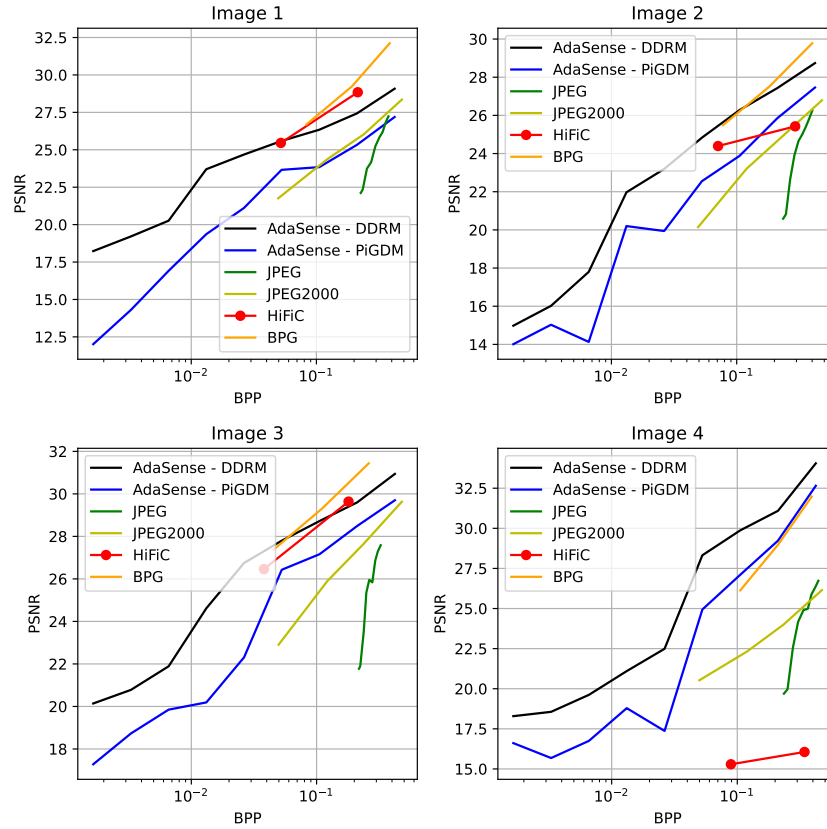 Image 1
32.5
30.0
27.5
25.0
22.5
20.0
17.5
15.0
12.5
PSNR
AdaSense - DDRM
AdaSense - PiGDM
JPEG
JPEG2000
HiFiC
BPG
10⁻² 10⁻¹
BPP
Image 2
30
28
26
24
22
20
18
16
14
PSNR
AdaSense - DDRM
AdaSense - PiGDM
JPEG
JPEG2000
HiFiC
BPG
10⁻² 10⁻¹
BPP
Image 3
32
30
28
26
24
22
20
18
PSNR
AdaSense - DDRM
AdaSense - PiGDM
JPEG
JPEG2000
HiFiC
BPG
10⁻² 10⁻¹
BPP
Image 4
32.5
30.0
27.5
25.0
22.5
20.0
17.5
15.0
PSNR
AdaSense - DDRM
AdaSense - PiGDM
JPEG
JPEG2000
HiFiC
BPG
10⁻² 10⁻¹
BPP